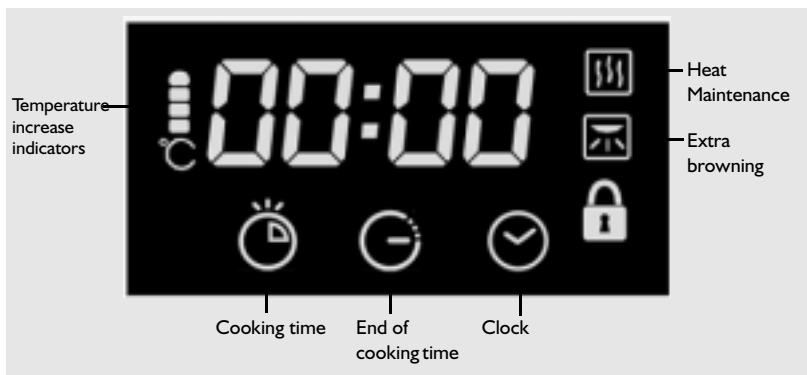 Temperature
increase
indicators
°C
00:00
Heat
Maintenance
Extra
browning
Cooking time
End of
cooking time
Clock